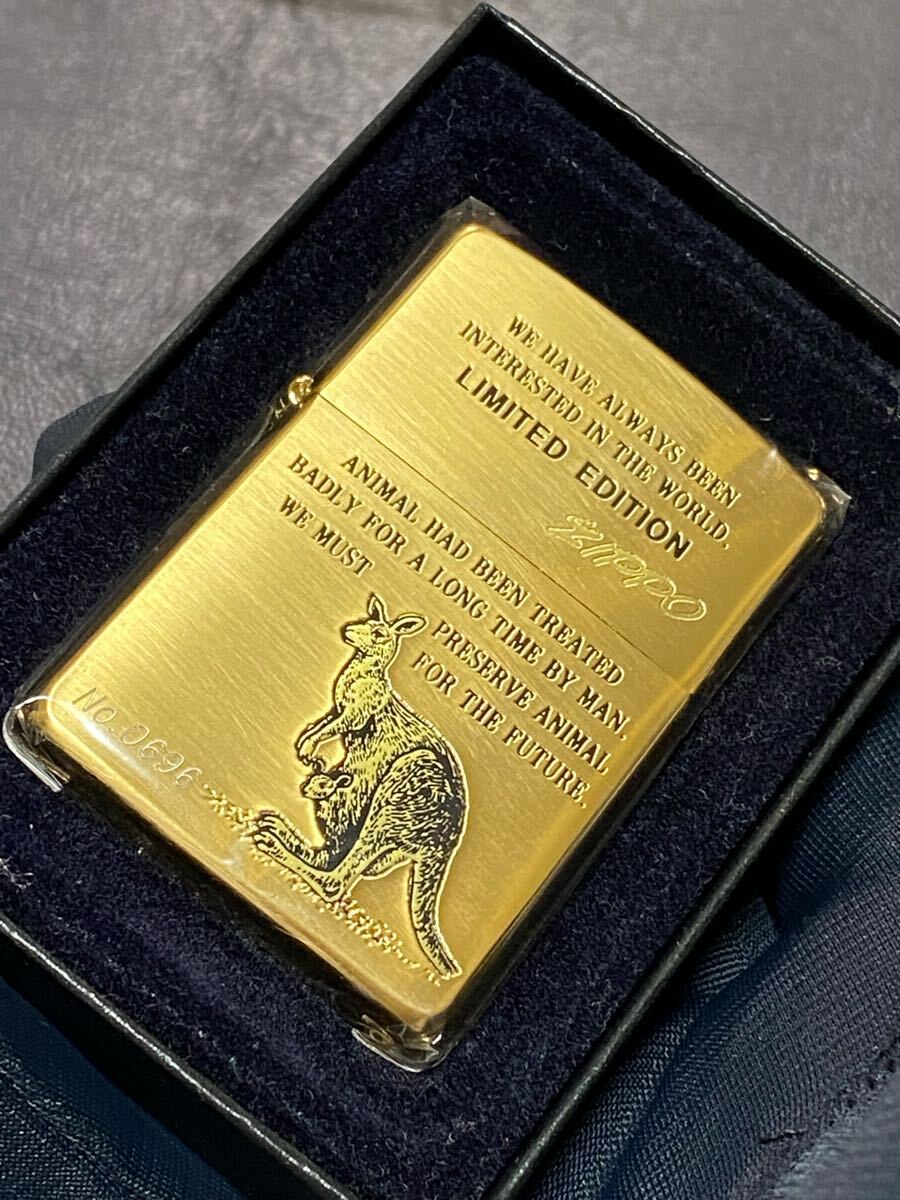 WE HAVE ALWAYS BEEN
INTERESTED IN THE WORLD.
LIMITED EDITION
Zippo
ANIMAL HAD BEEN TREATED
BADLY FOR A LONG TIME BY MAN.
WE MUST PRESERVE ANIMAL
FOR THE FUTURE.
No.0696